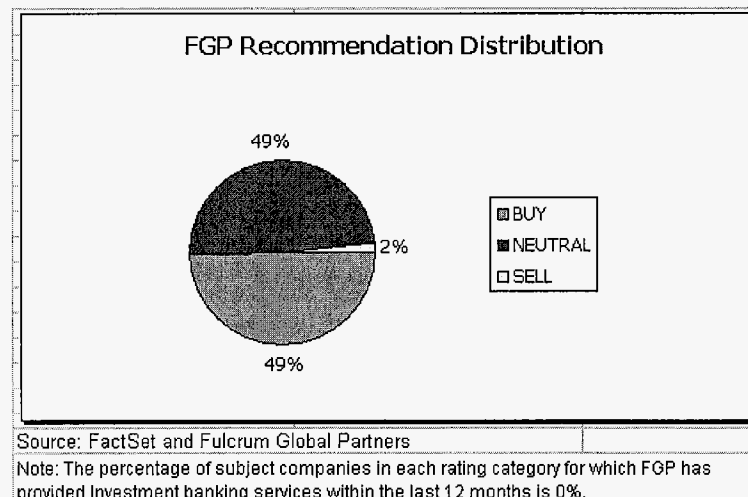 FGP Recommendation Distribution
49%
BUY
NEUTRAL
2%
SELL
49%
Source: FactSet and Fulcrum Global Partners
Note: The percentage of subject companies in each rating category for which FGP has
provided Investment banking services within the last 12 months is 0%.